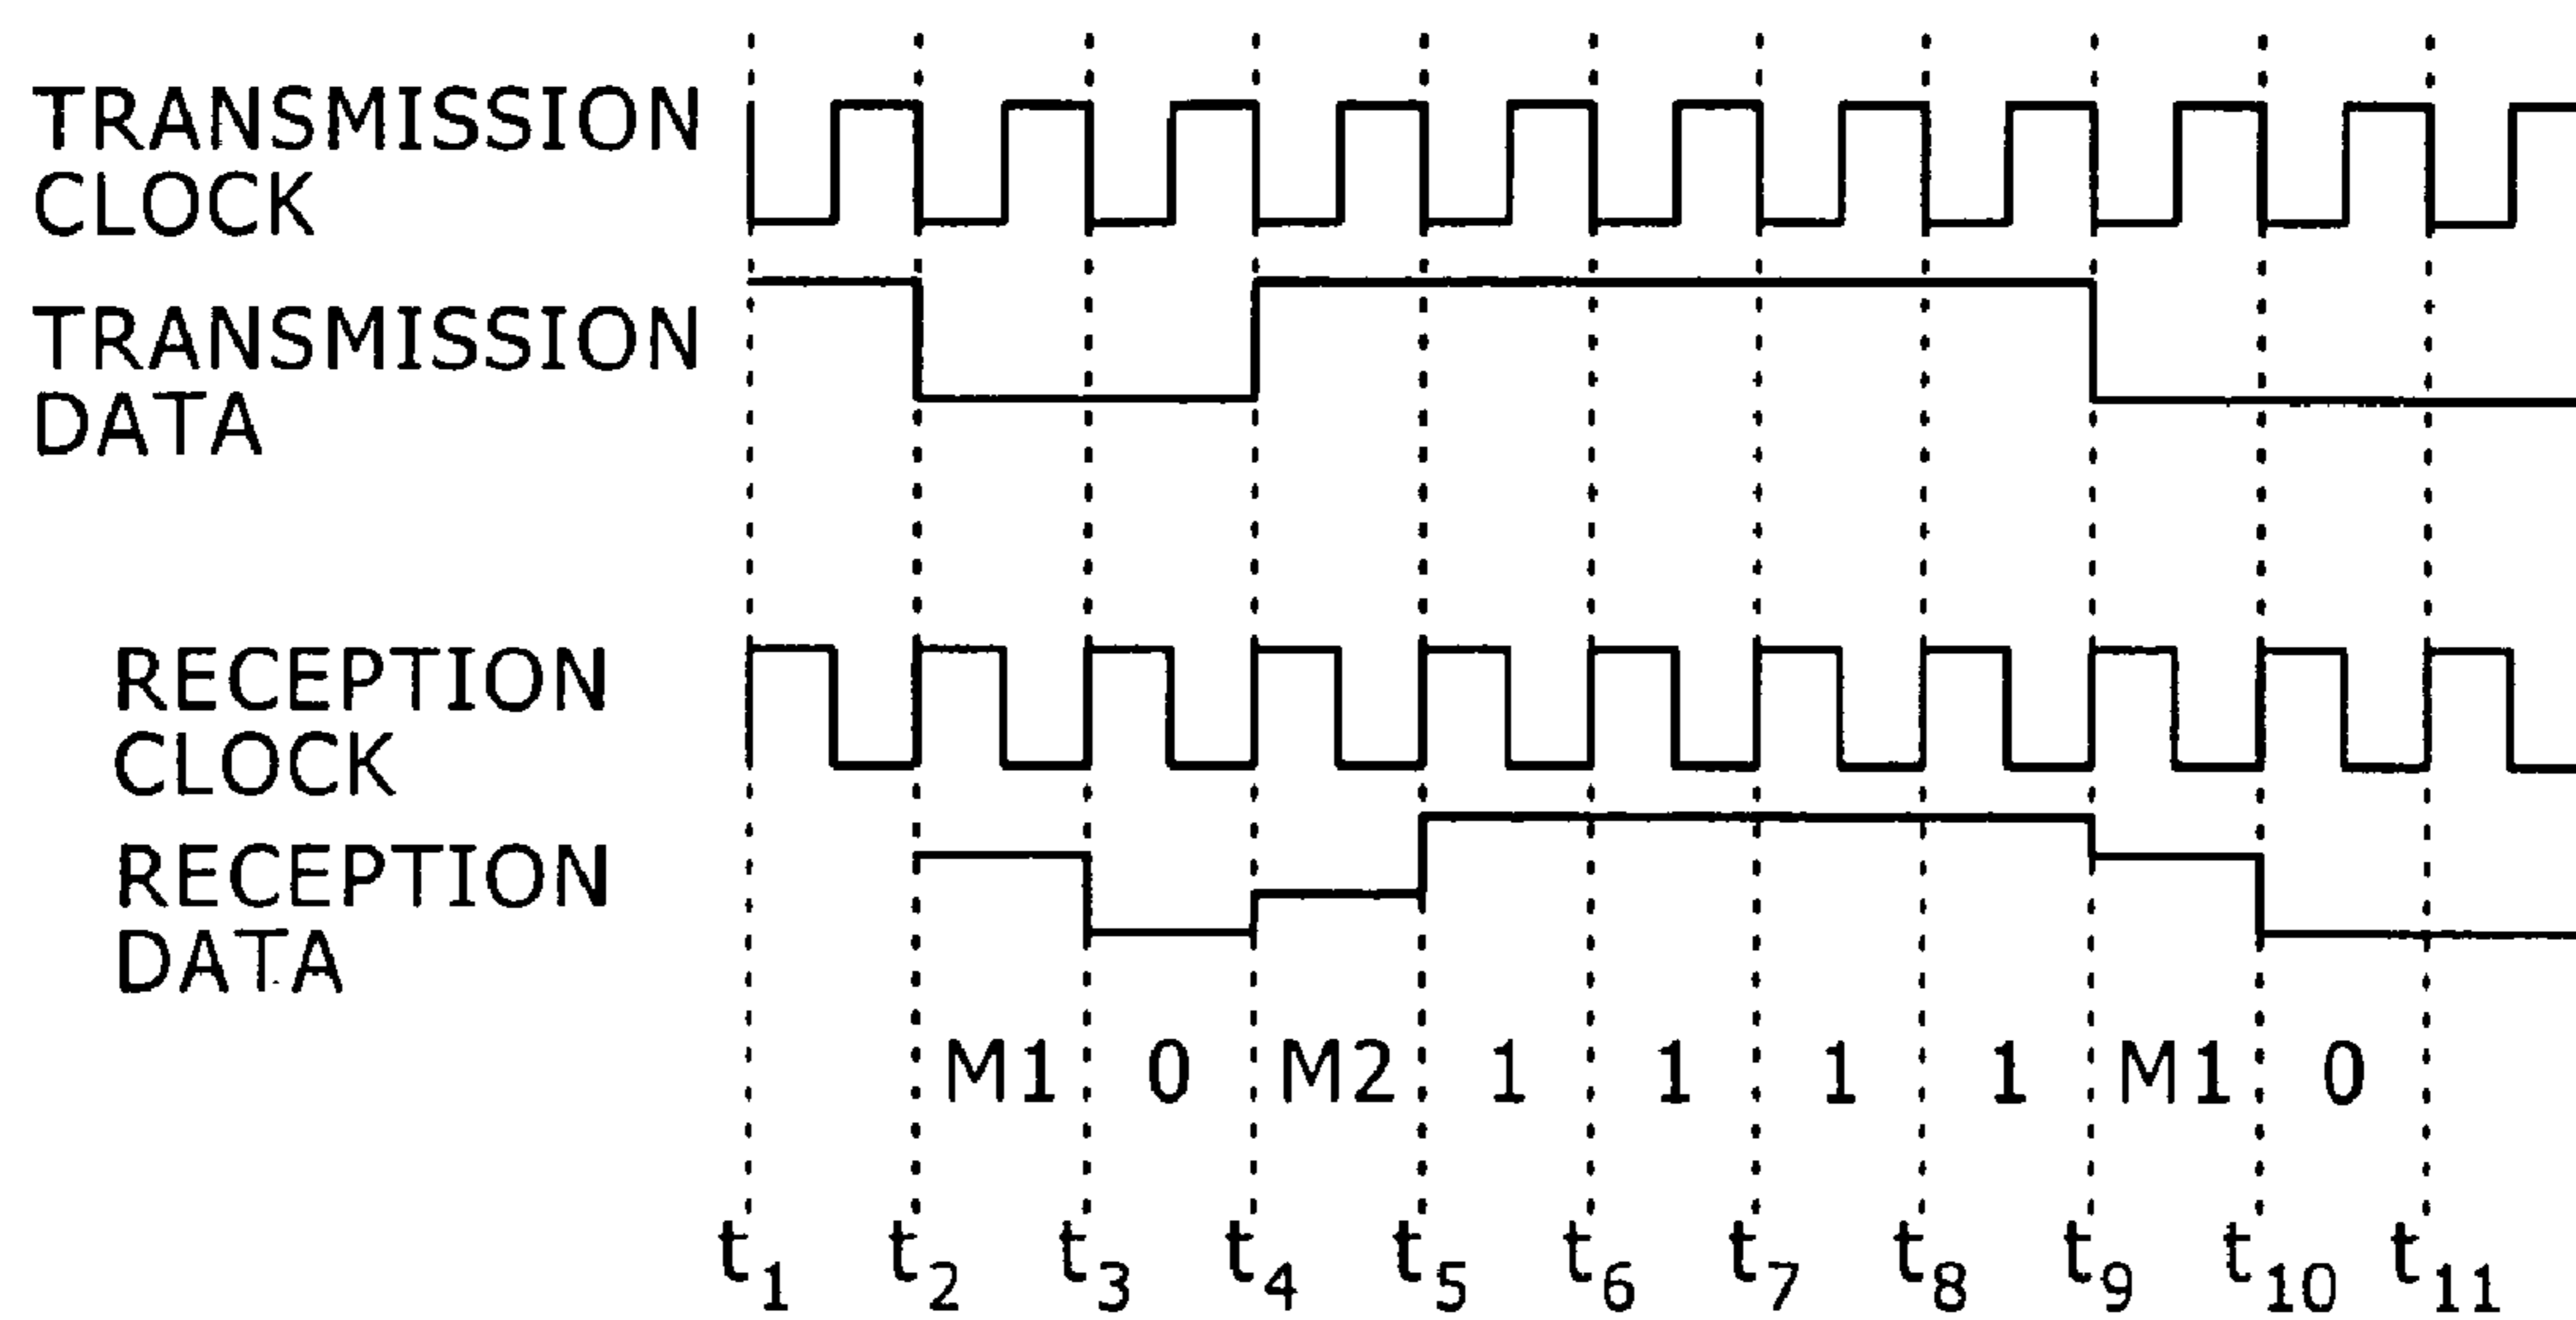 TRANSMISSION
CLOCK
TRANSMISSION
DATA
RECEPTION
CLOCK
RECEPTION
DATA
M1 0 M2 1 1 1 1 M1 0
t1 t2 t3 t4 t5 t6 t7 t8 t9 t10 t11